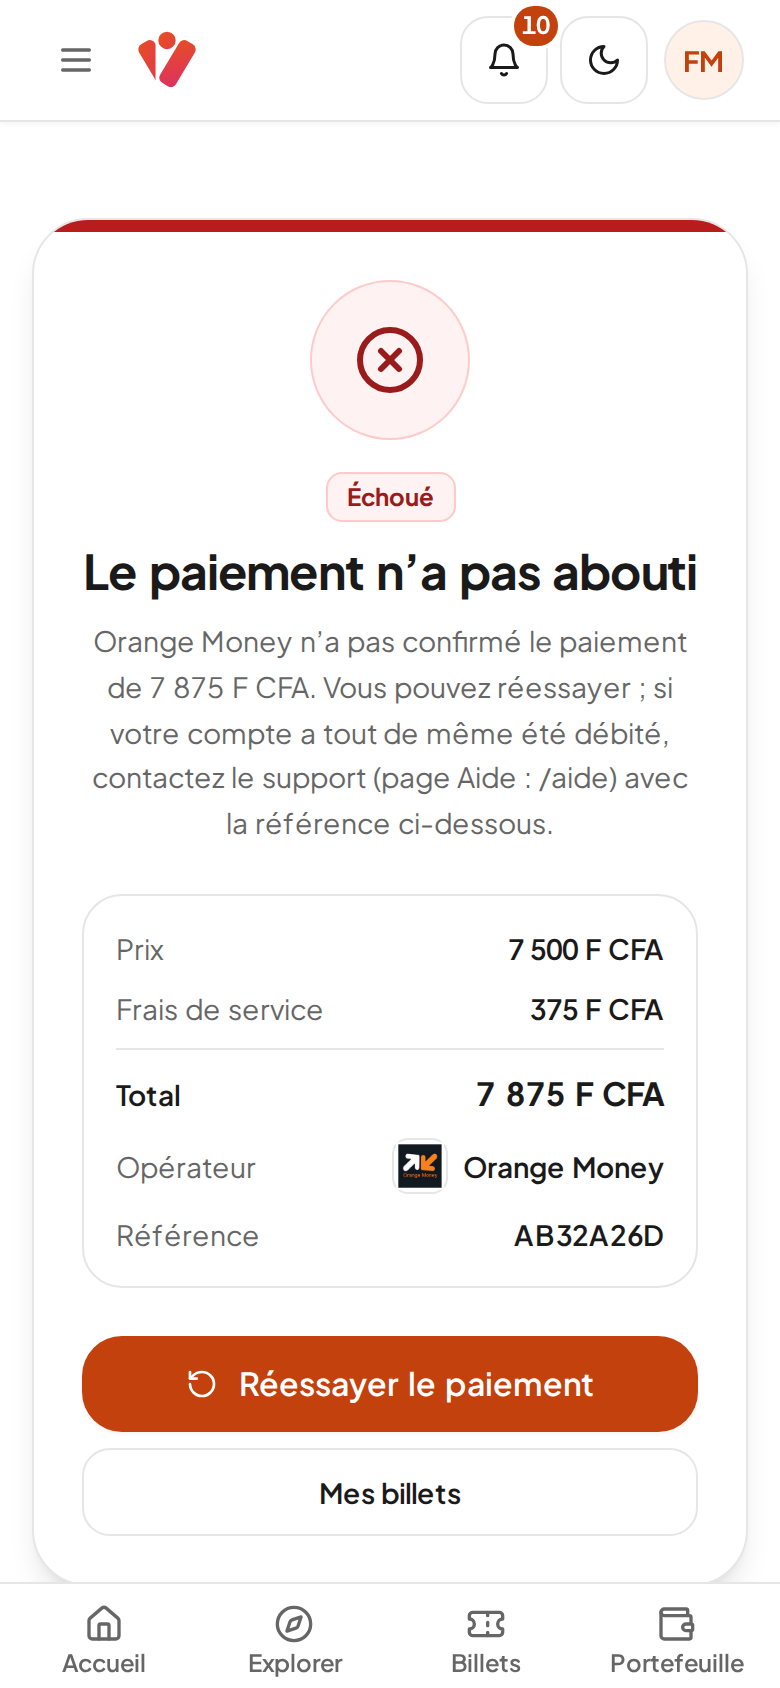 10
FM
Échoué
Le paiement n’a pas abouti
Orange Money n’a pas confirmé le paiement
de 7 875 F CFA. Vous pouvez réessayer ; si
votre compte a tout de même été débité,
contactez le support (page Aide : /aide) avec
la référence ci-dessous.
Prix 7 500 F CFA
Frais de service 375 F CFA
Total 7 875 F CFA
Opérateur Orange Money Orange Money
Référence AB32A26D
Réessayer le paiement
Mes billets
Accueil Explorer Billets Portefeuille